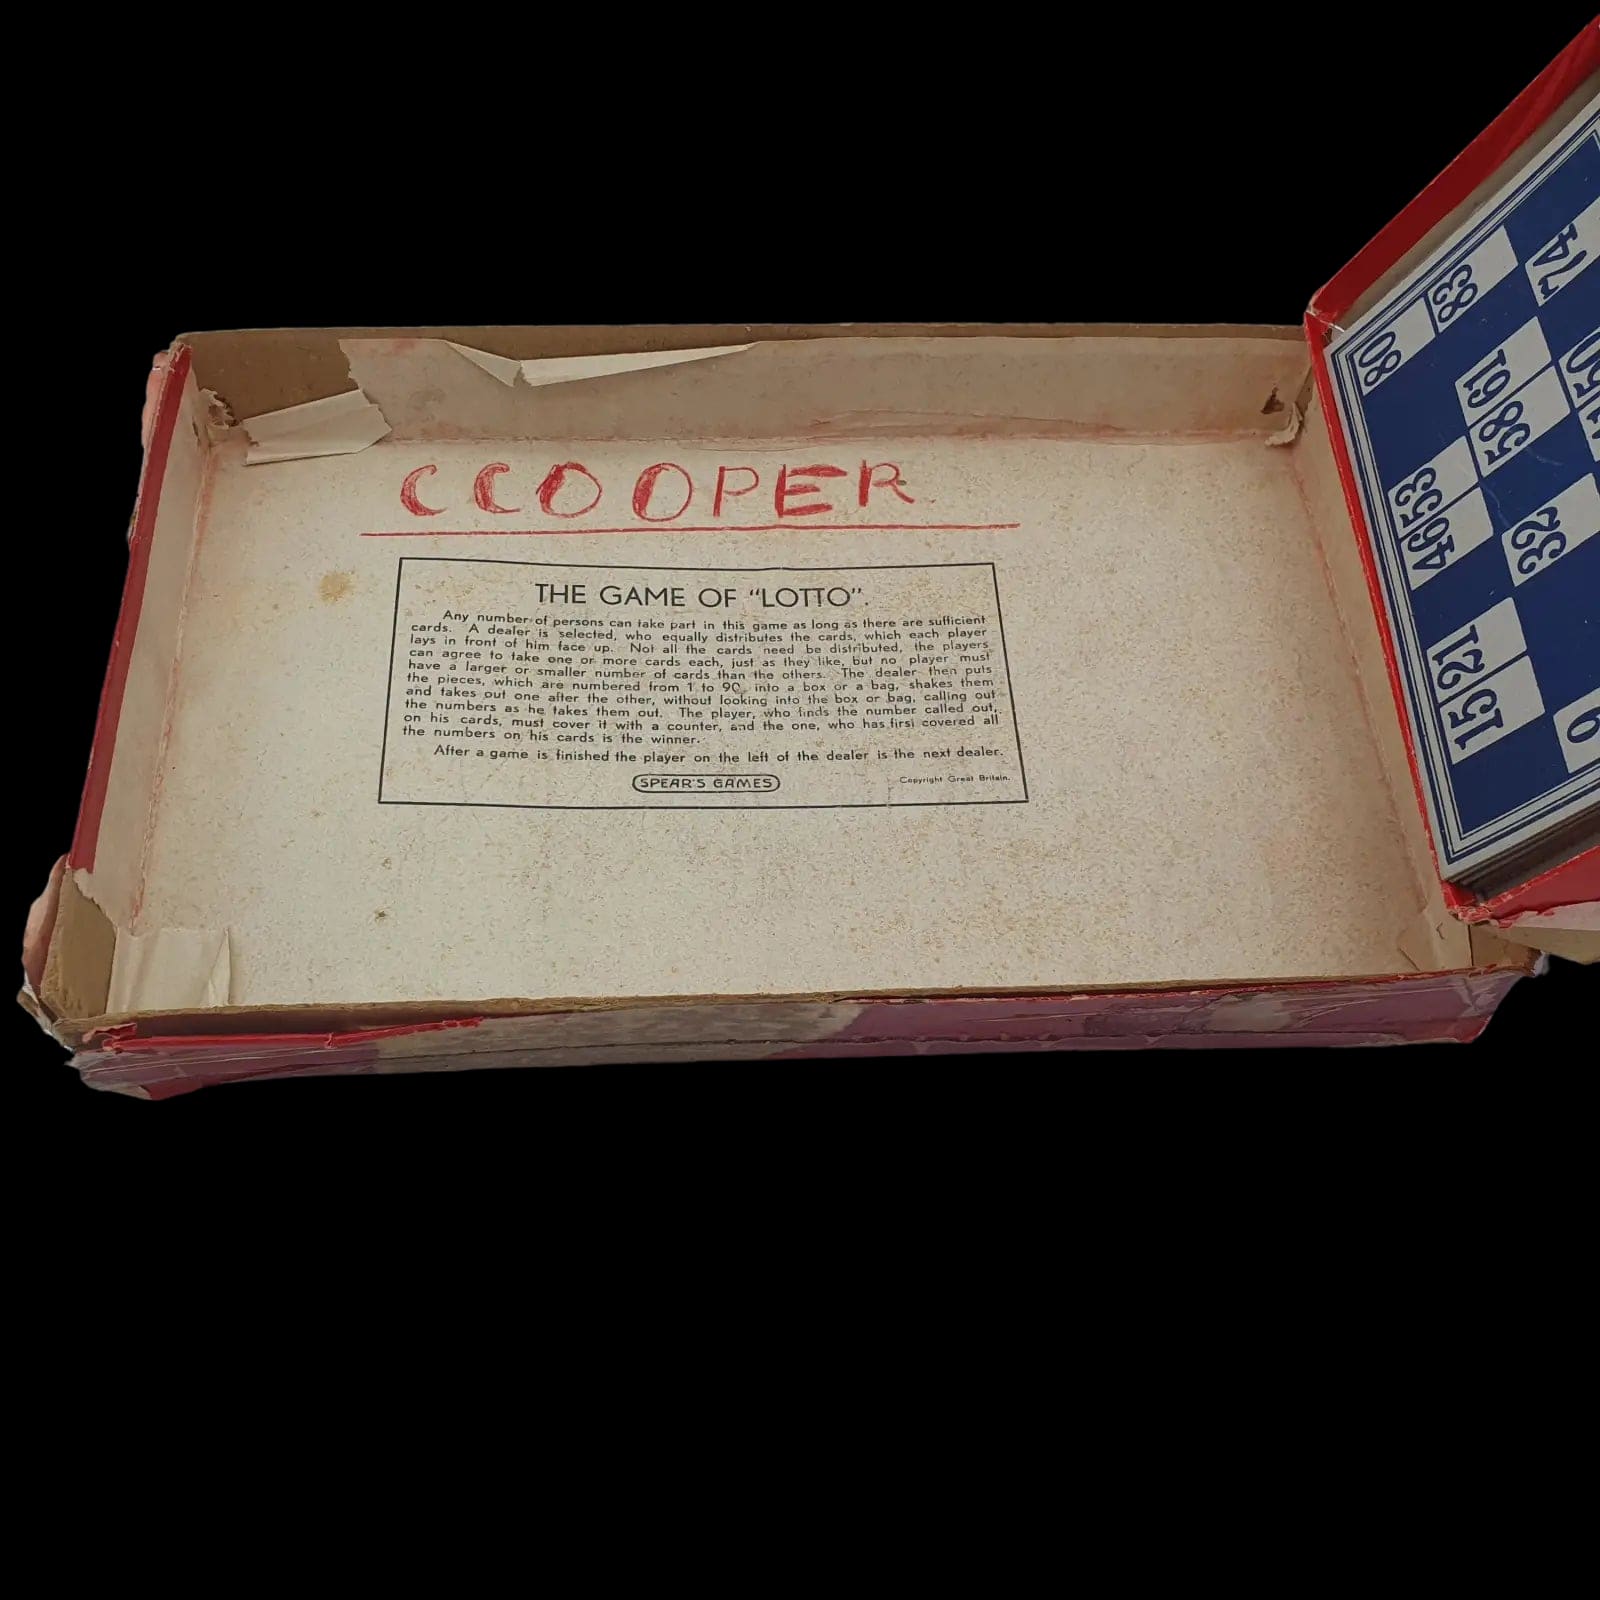 CCOOPER.
THE GAME OF "LOTTO".
Any number of persons can take part in this game as long as there are sufficient
cards. A dealer is selected, who equally distributes the cards, which each player
lays in front of him face up. Not all the cards need be distributed, the players
can agree to take one or more cards each, just as they like, but no player must
have a larger or smaller number of cards than the others. The dealer then puts
the pieces, which are numbered from 1 to 90 into a box or a bag, shakes them
and takes out one after the other, without looking into the box or bag, calling out
the numbers as he takes them out. The player, who finds the number called out,
on his cards, must cover it with a counter, and the one, who has first covered all
the numbers on his cards is the winner.
After a game is finished the player on the left of the dealer is the next dealer.
SPEAR'S GAMES
Copyright Great Britain.
80
83
74
61
58
50
53
46
32
21
15
9